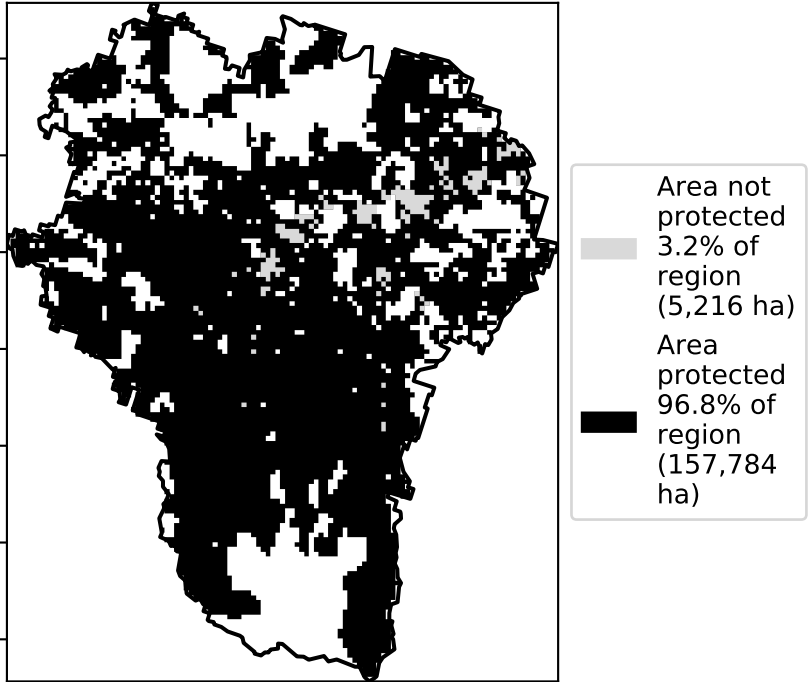 Area not
protected
3.2% of
region
(5,216 ha)
Area
protected
96.8% of
region
(157,784
ha)